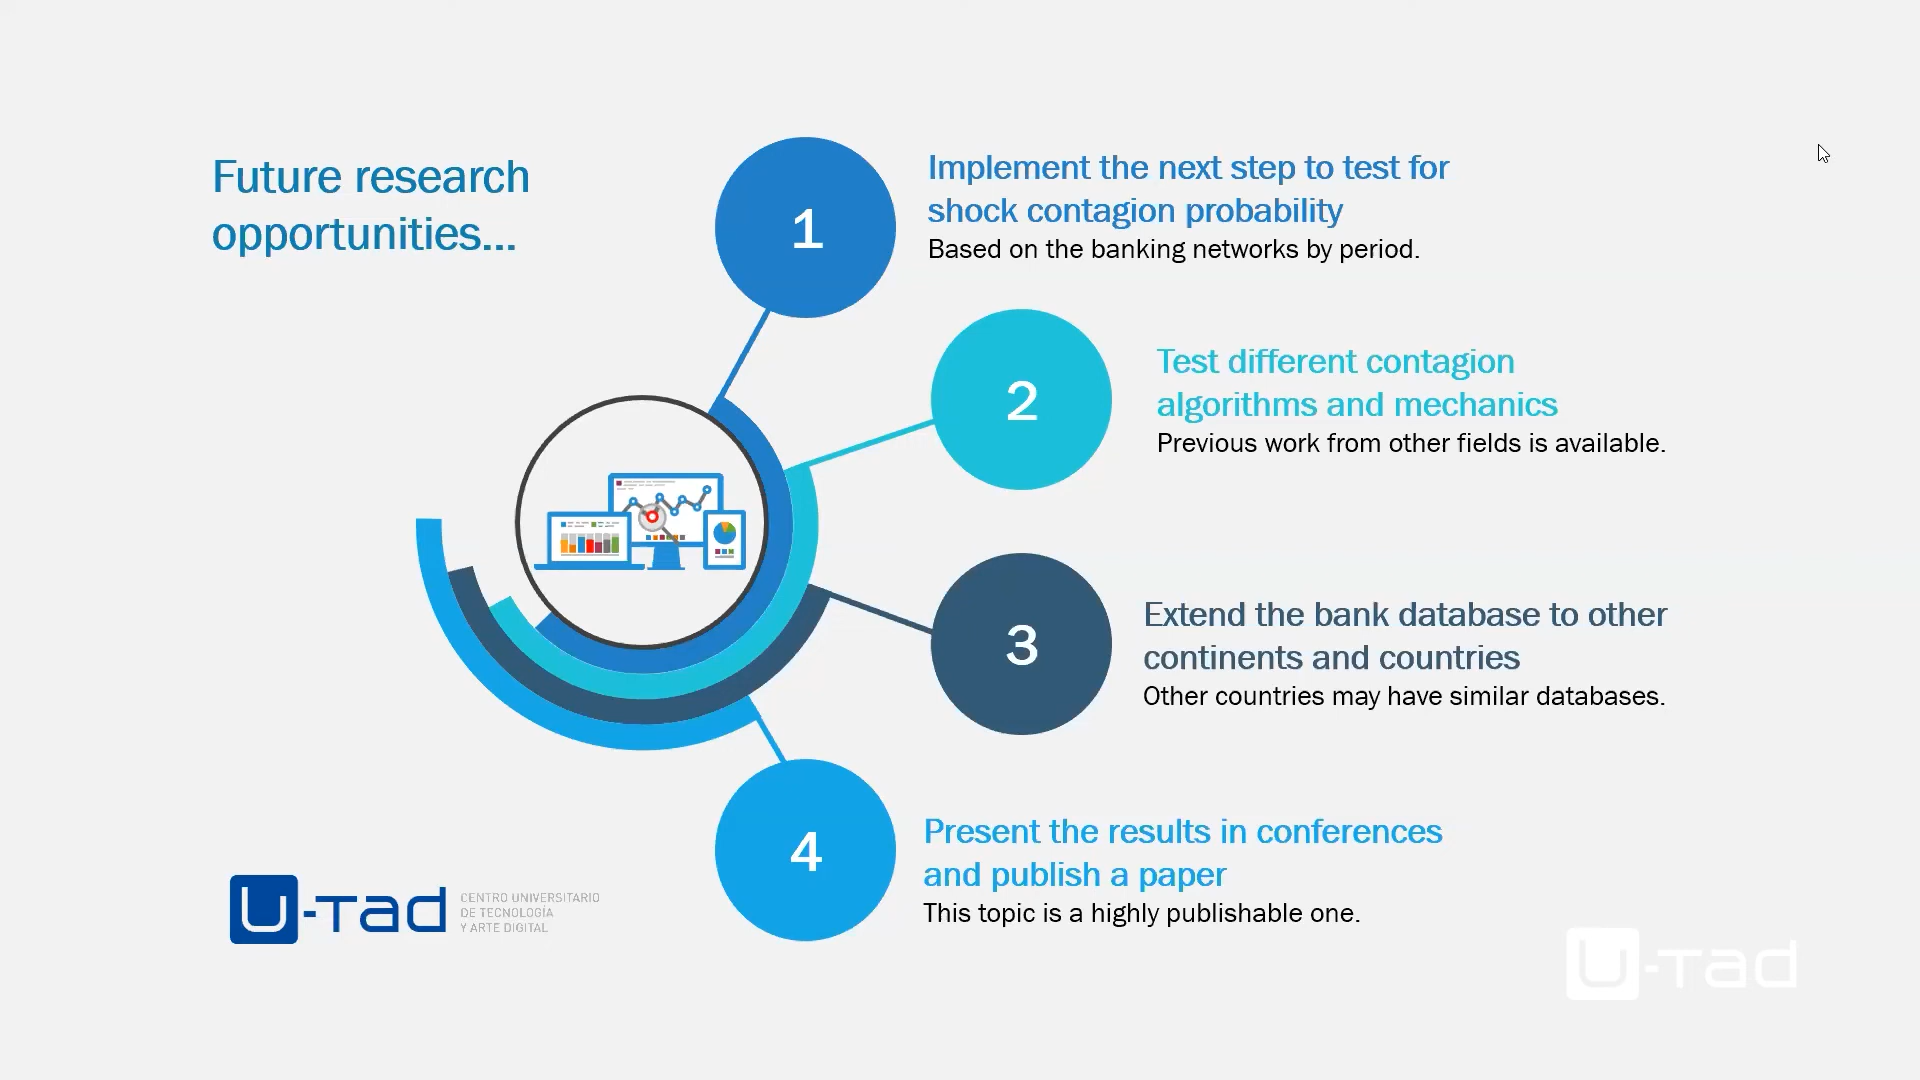 Future research
opportunities...
1
Implement the next step to test for
shock contagion probability
Based on the banking networks by period.
2
Test different contagion
algorithms and mechanics
Previous work from other fields is available.
3
Extend the bank database to other
continents and countries
Other countries may have similar databases.
4
Present the results in conferences
and publish a paper
This topic is a highly publishable one.
U-tad
CENTRO UNIVERSITARIO
DE TECNOLOGÍA
Y ARTE DIGITAL
U-tad